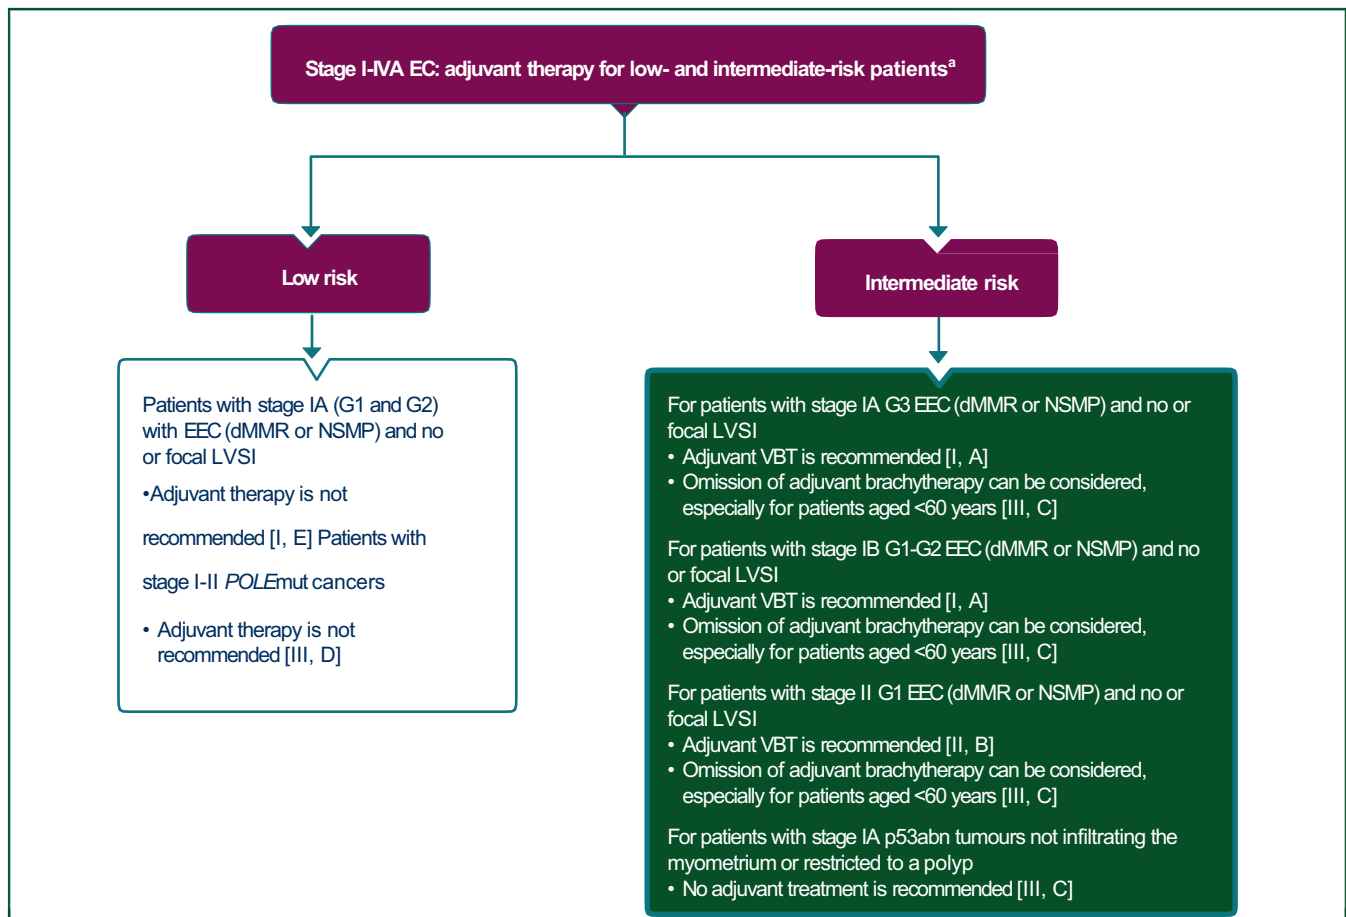 Stage I-IVA EC: adjuvant therapy for low- and intermediate-risk patientsa
Low risk
Intermediate risk
Patients with stage IA (G1 and G2)
with EEC (dMMR or NSMP) and no
or focal LVSI
•Adjuvant therapy is not
recommended [I, E] Patients with
stage I-II POLEmut cancers
• Adjuvant therapy is not
recommended [III, D]
For patients with stage IA G3 EEC (dMMR or NSMP) and no or
focal LVSI
• Adjuvant VBT is recommended [I, A]
• Omission of adjuvant brachytherapy can be considered,
especially for patients aged <60 years [III, C]
For patients with stage IB G1-G2 EEC (dMMR or NSMP) and no
or focal LVSI
• Adjuvant VBT is recommended [I, A]
• Omission of adjuvant brachytherapy can be considered,
especially for patients aged <60 years [III, C]
For patients with stage II G1 EEC (dMMR or NSMP) and no or
focal LVSI
• Adjuvant VBT is recommended [II, B]
• Omission of adjuvant brachytherapy can be considered,
especially for patients aged <60 years [III, C]
For patients with stage IA p53abn tumours not infiltrating the
myometrium or restricted to a polyp
• No adjuvant treatment is recommended [III, C]